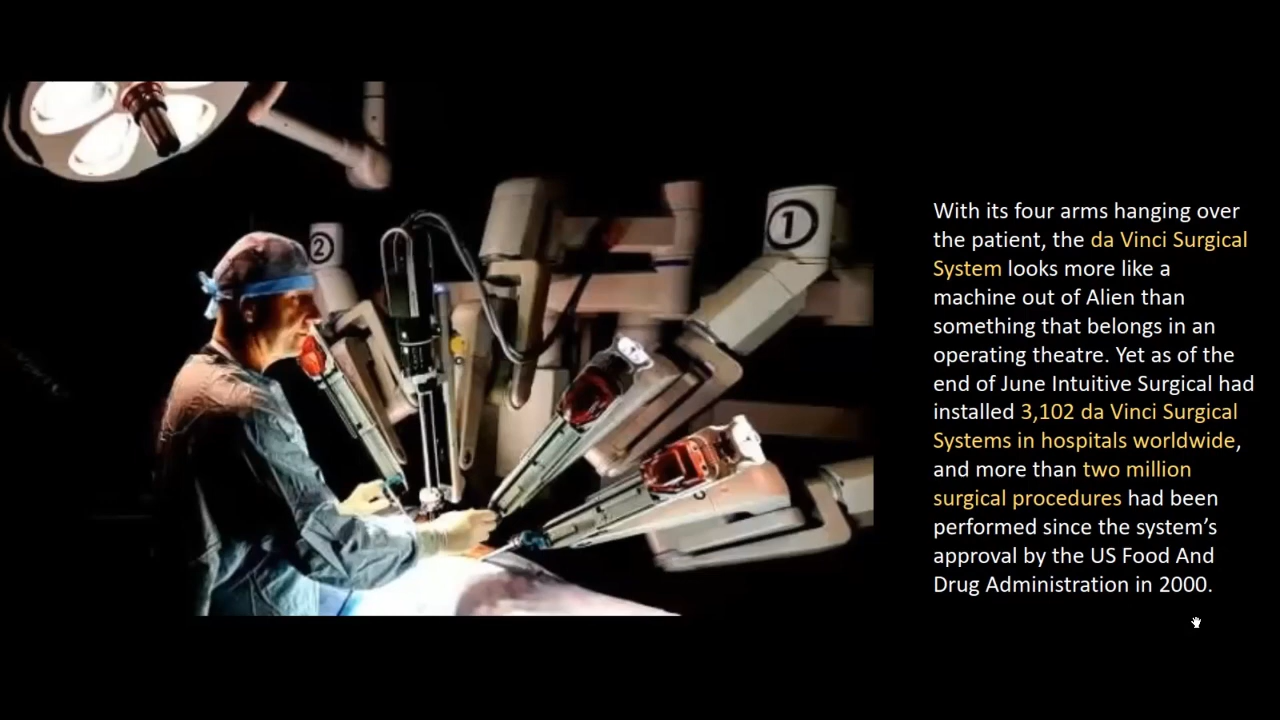 2
1
With its four arms hanging over
the patient, the da Vinci Surgical
System looks more like a
machine out of Alien than
something that belongs in an
operating theatre. Yet as of the
end of June Intuitive Surgical had
installed 3,102 da Vinci Surgical
Systems in hospitals worldwide,
and more than two million
surgical procedures had been
performed since the system’s
approval by the US Food And
Drug Administration in 2000.